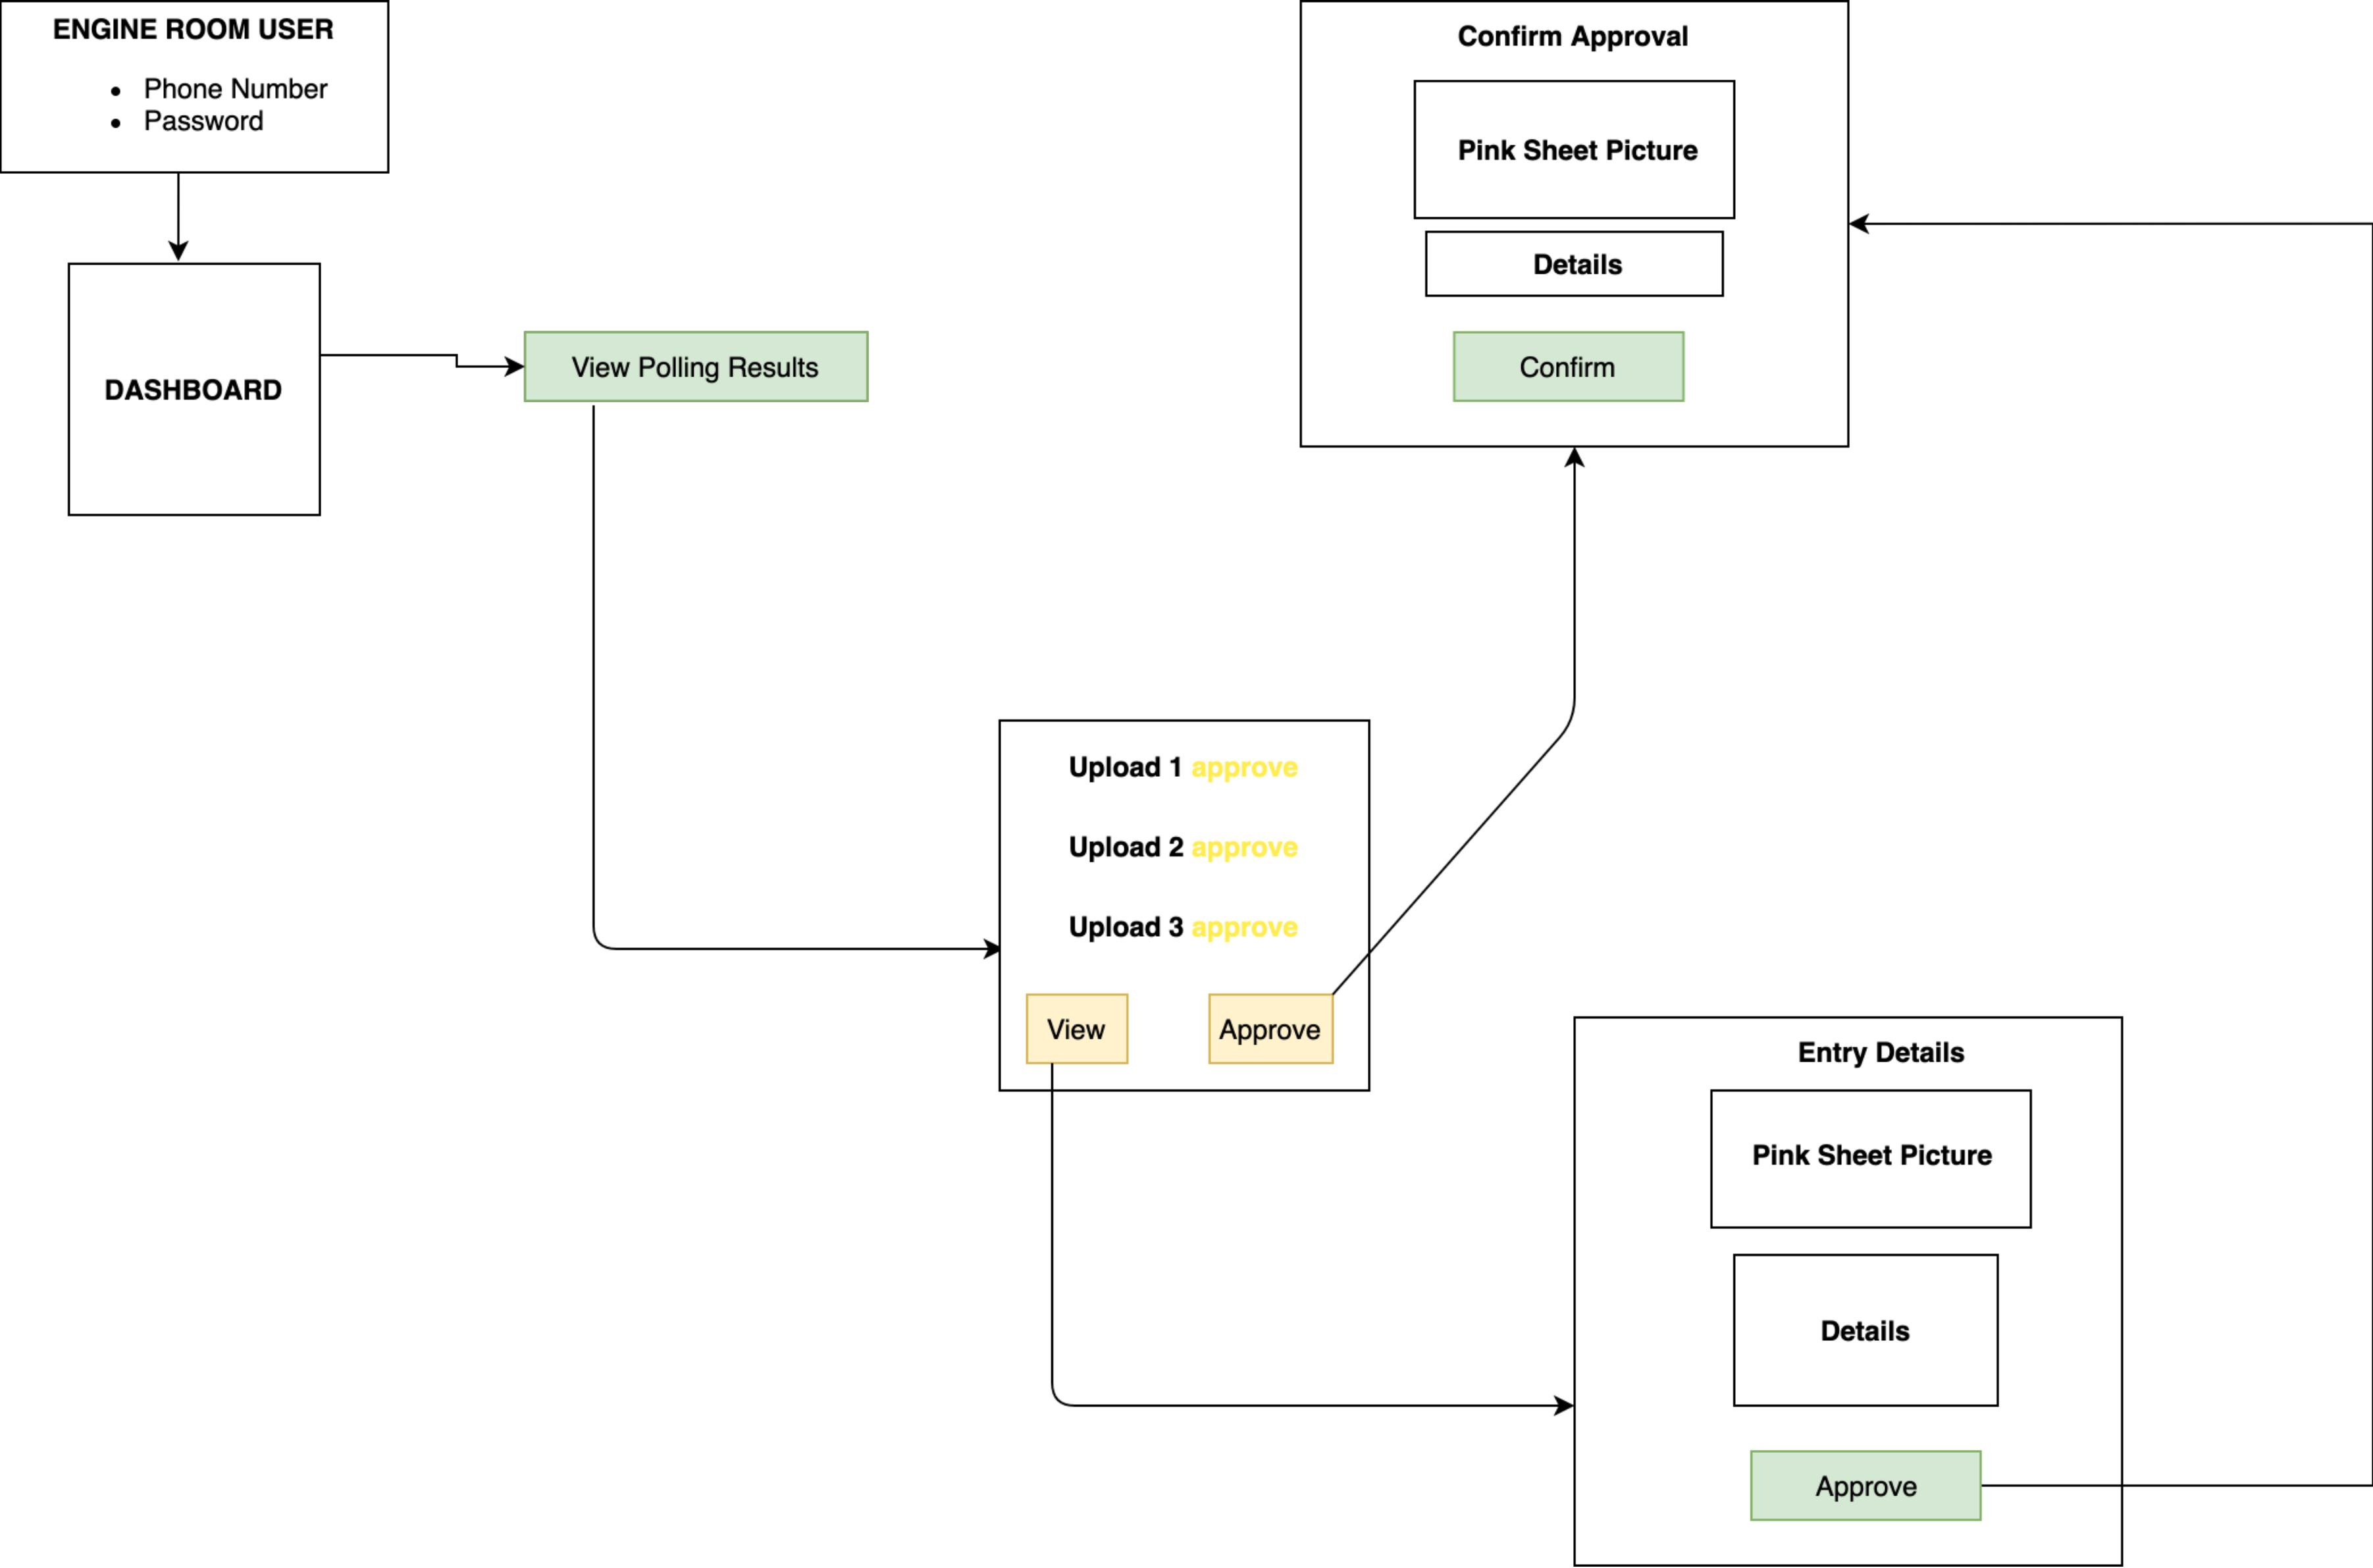 ENGINE ROOM USER
Phone Number
Password
DASHBOARD
View Polling Results
Confirm Approval
Pink Sheet Picture
Details
Confirm
Upload 1 approve
Upload 2 approve
Upload 3 approve
View
Approve
Entry Details
Pink Sheet Picture
Details
Approve